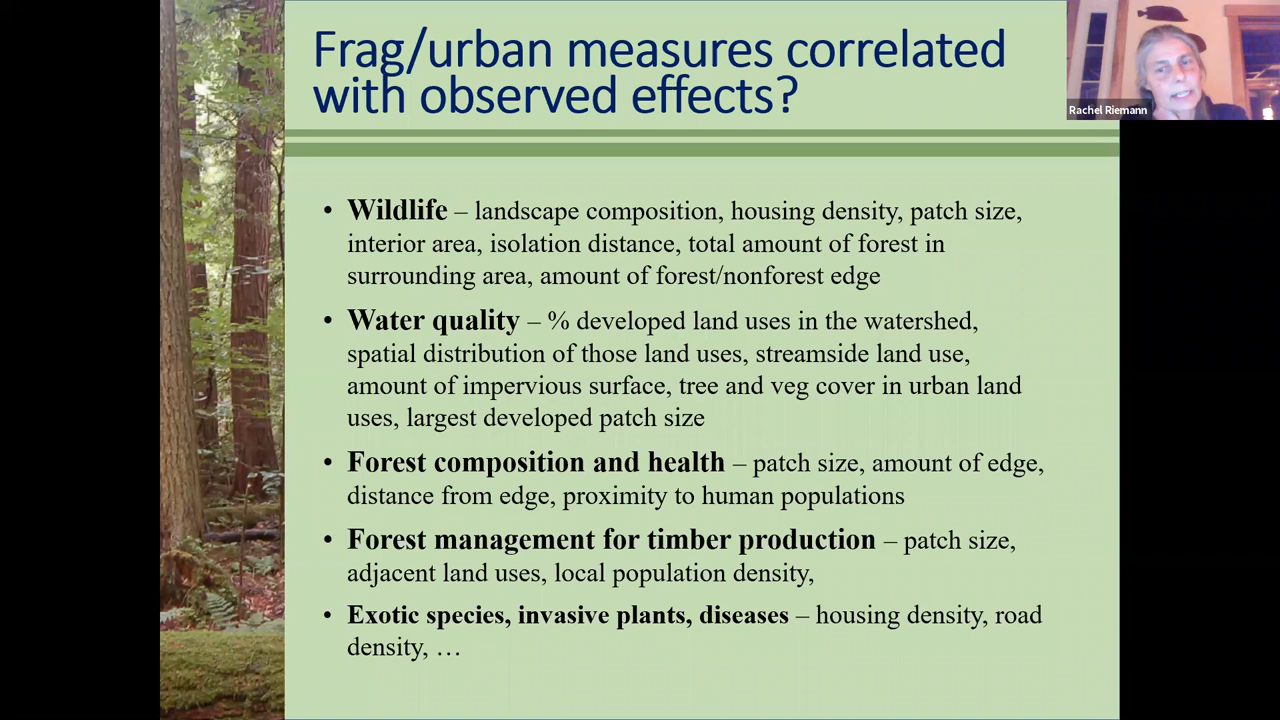 Frag/urban measures correlated
with observed effects?
Rachel Riemann
• Wildlife – landscape composition, housing density, patch size,
interior area, isolation distance, total amount of forest in
surrounding area, amount of forest/nonforest edge
• Water quality – % developed land uses in the watershed,
spatial distribution of those land uses, streamside land use,
amount of impervious surface, tree and veg cover in urban land
uses, largest developed patch size
• Forest composition and health – patch size, amount of edge,
distance from edge, proximity to human populations
• Forest management for timber production – patch size,
adjacent land uses, local population density,
• Exotic species, invasive plants, diseases – housing density, road
density, …